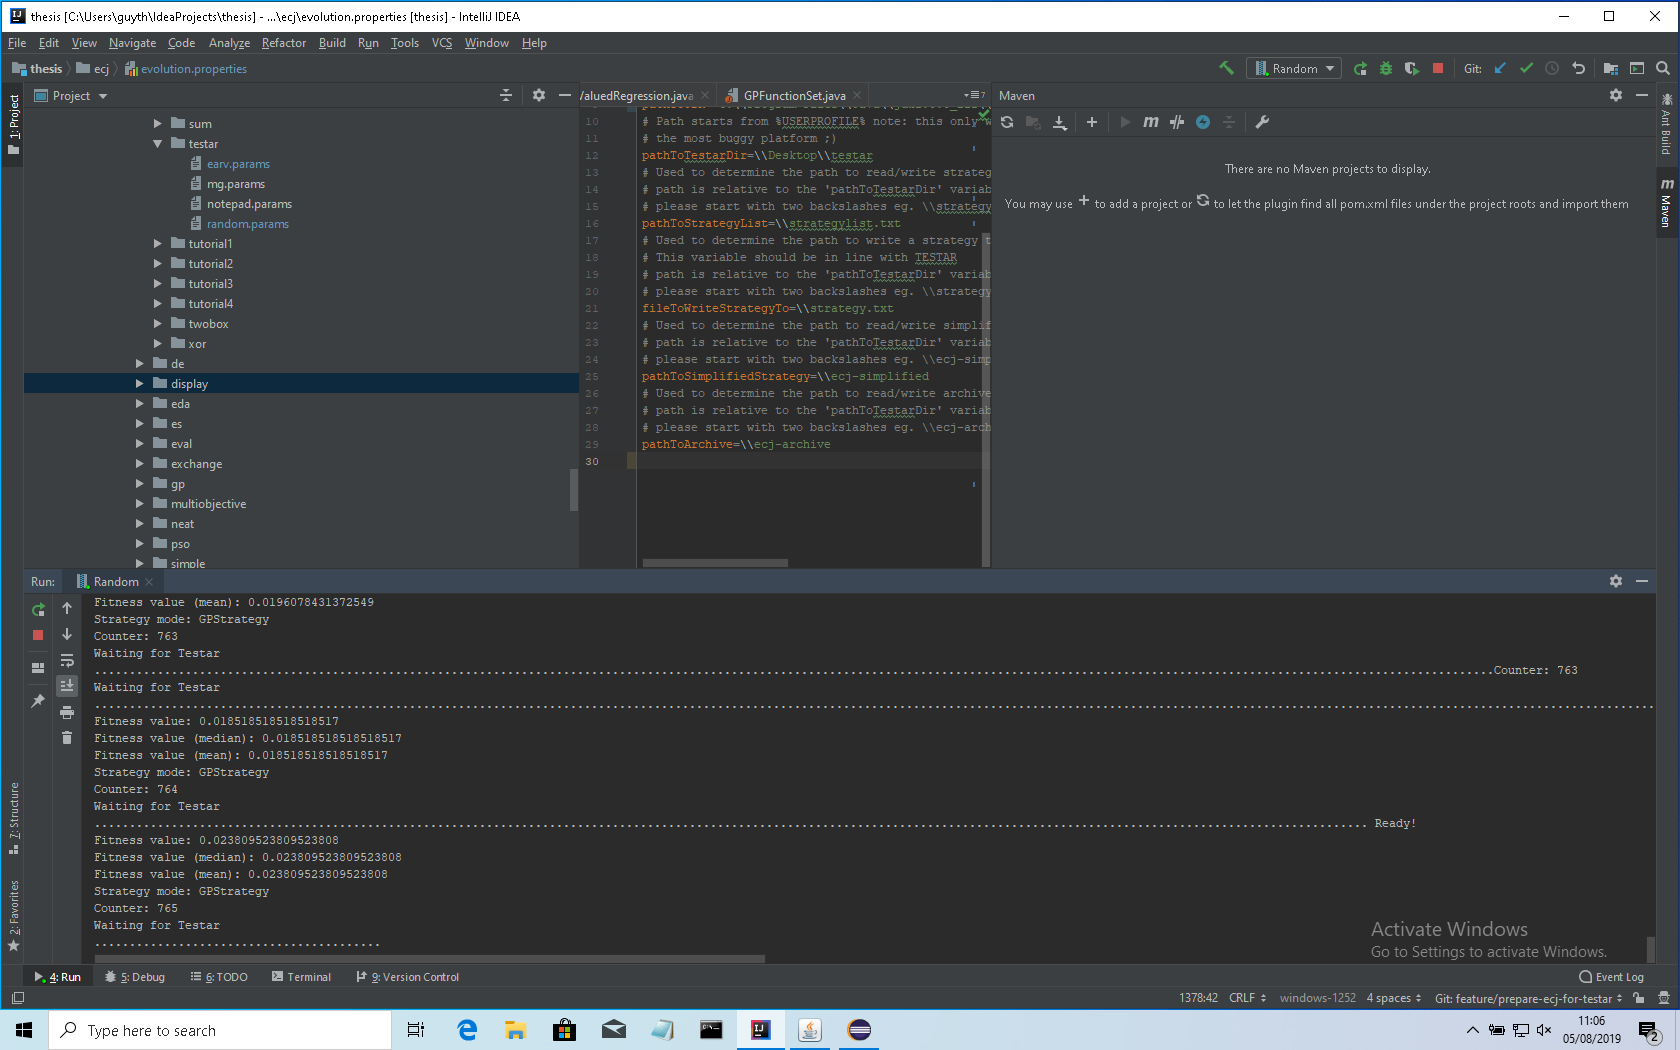 thesis [C:\Users\guyth\IdeaProjects\thesis] - ...\ecj\evolution.properties [thesis] - IntelliJ IDEA
File Edit View Navigate Code Analyze Refactor Build Run Tools VCS Window Help
thesis ecj evolution.properties
Random Git:
1: Project
Project
sum
testar
earv.params
mg.params
notepad.params
random.params
tutorial1
tutorial2
tutorial3
tutorial4
twobox
xor
de
display
eda
es
eval
exchange
gp
multiobjective
neat
pso
simple
/aluedRegression.java GPFunctionSet.java
10 # Path starts from %USERPROFILE% note: this only w
11 # the most buggy platform ;)
12 pathToTestarDir=\\Desktop\\testar
13 # Used to determine the path to read/write strateg
14 # path is relative to the 'pathToTestarDir' variab
15 # please start with two backslashes eg. \\strategy
16 pathToStrategyList=\\strategylist.txt
17 # Used to determine the path to write a strategy t
18 # This variable should be in line with TESTAR
19 # path is relative to the 'pathToTestarDir' variab
20 # please start with two backslashes eg. \\strategy
21 fileToWriteStrategyTo=\\strategy.txt
22 # Used to determine the path to read/write simplif
23 # path is relative to the 'pathToTestarDir' variab
24 # please start with two backslashes eg. \\ecj-simp
25 pathToSimplifiedStrategy=\\ecj-simplified
26 # Used to determine the path to read/write archive
27 # path is relative to the 'pathToTestarDir' variab
28 # please start with two backslashes eg. \\ecj-arch
29 pathToArchive=\\ecj-archive
30
Maven
There are no Maven projects to display.
You may use + to add a project or to let the plugin find all pom.xml files under the project roots and import them
Ant Build
Maven
Run: Random
Fitness value (mean): 0.0196078431372549
Strategy mode: GPStrategy
Counter: 763
Waiting for Testar
........................................................................................................................................................................................................Counter: 763
Waiting for Testar
...............................................................................................................................................................................................................................
Fitness value: 0.018518518518518517
Fitness value (median): 0.018518518518518517
Fitness value (mean): 0.018518518518518517
Strategy mode: GPStrategy
Counter: 764
Waiting for Testar
...................................................................................................................................................................................... Ready!
Fitness value: 0.023809523809523808
Fitness value (median): 0.023809523809523808
Fitness value (mean): 0.023809523809523808
Strategy mode: GPStrategy
Counter: 765
Waiting for Testar
.........................................
Activate Windows
Go to Settings to activate Windows.
7: Structure
2: Favorites
4: Run 5: Debug 6: TODO Terminal 9: Version Control Event Log
1378:42 CRLF windows-1252 4 spaces Git: feature/prepare-ecj-for-testar
Type here to search
11:06
05/08/2019
2